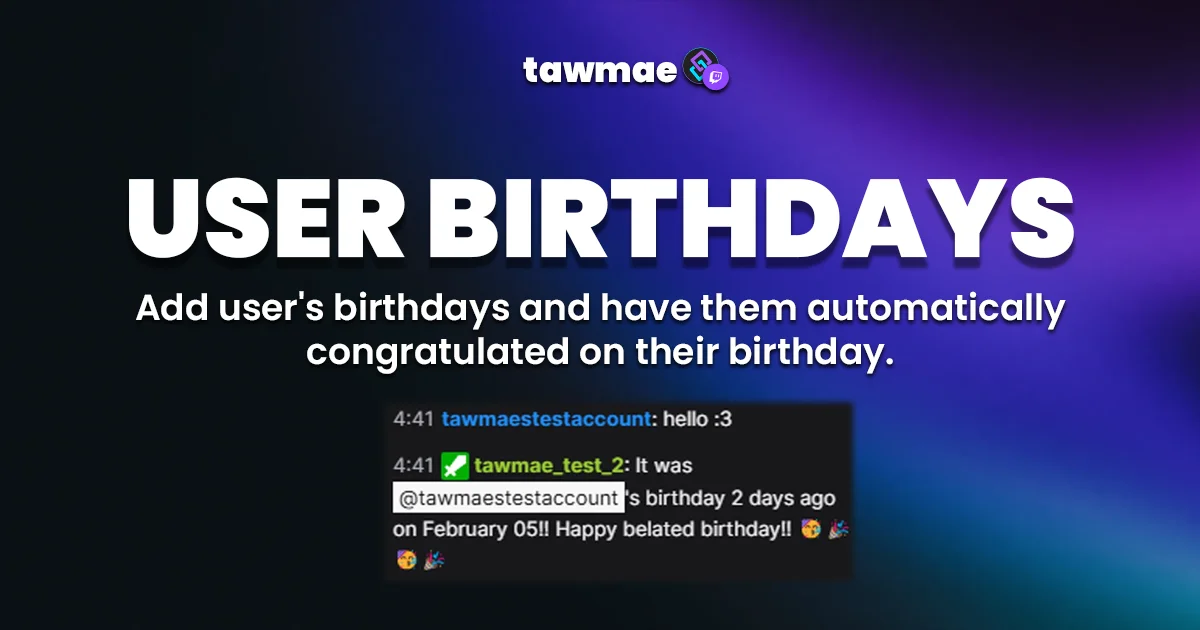 tawmae
USER BIRTHDAYS
Add user's birthdays and have them automatically
congratulated on their birthday.
4:41 tawmaestestaccount: hello :3
4:41 tawmae_test_2: It was
@tawmaestestaccount's birthday 2 days ago
on February 05!! Happy belated birthday!! 🥳 🎉
🥳 🎉